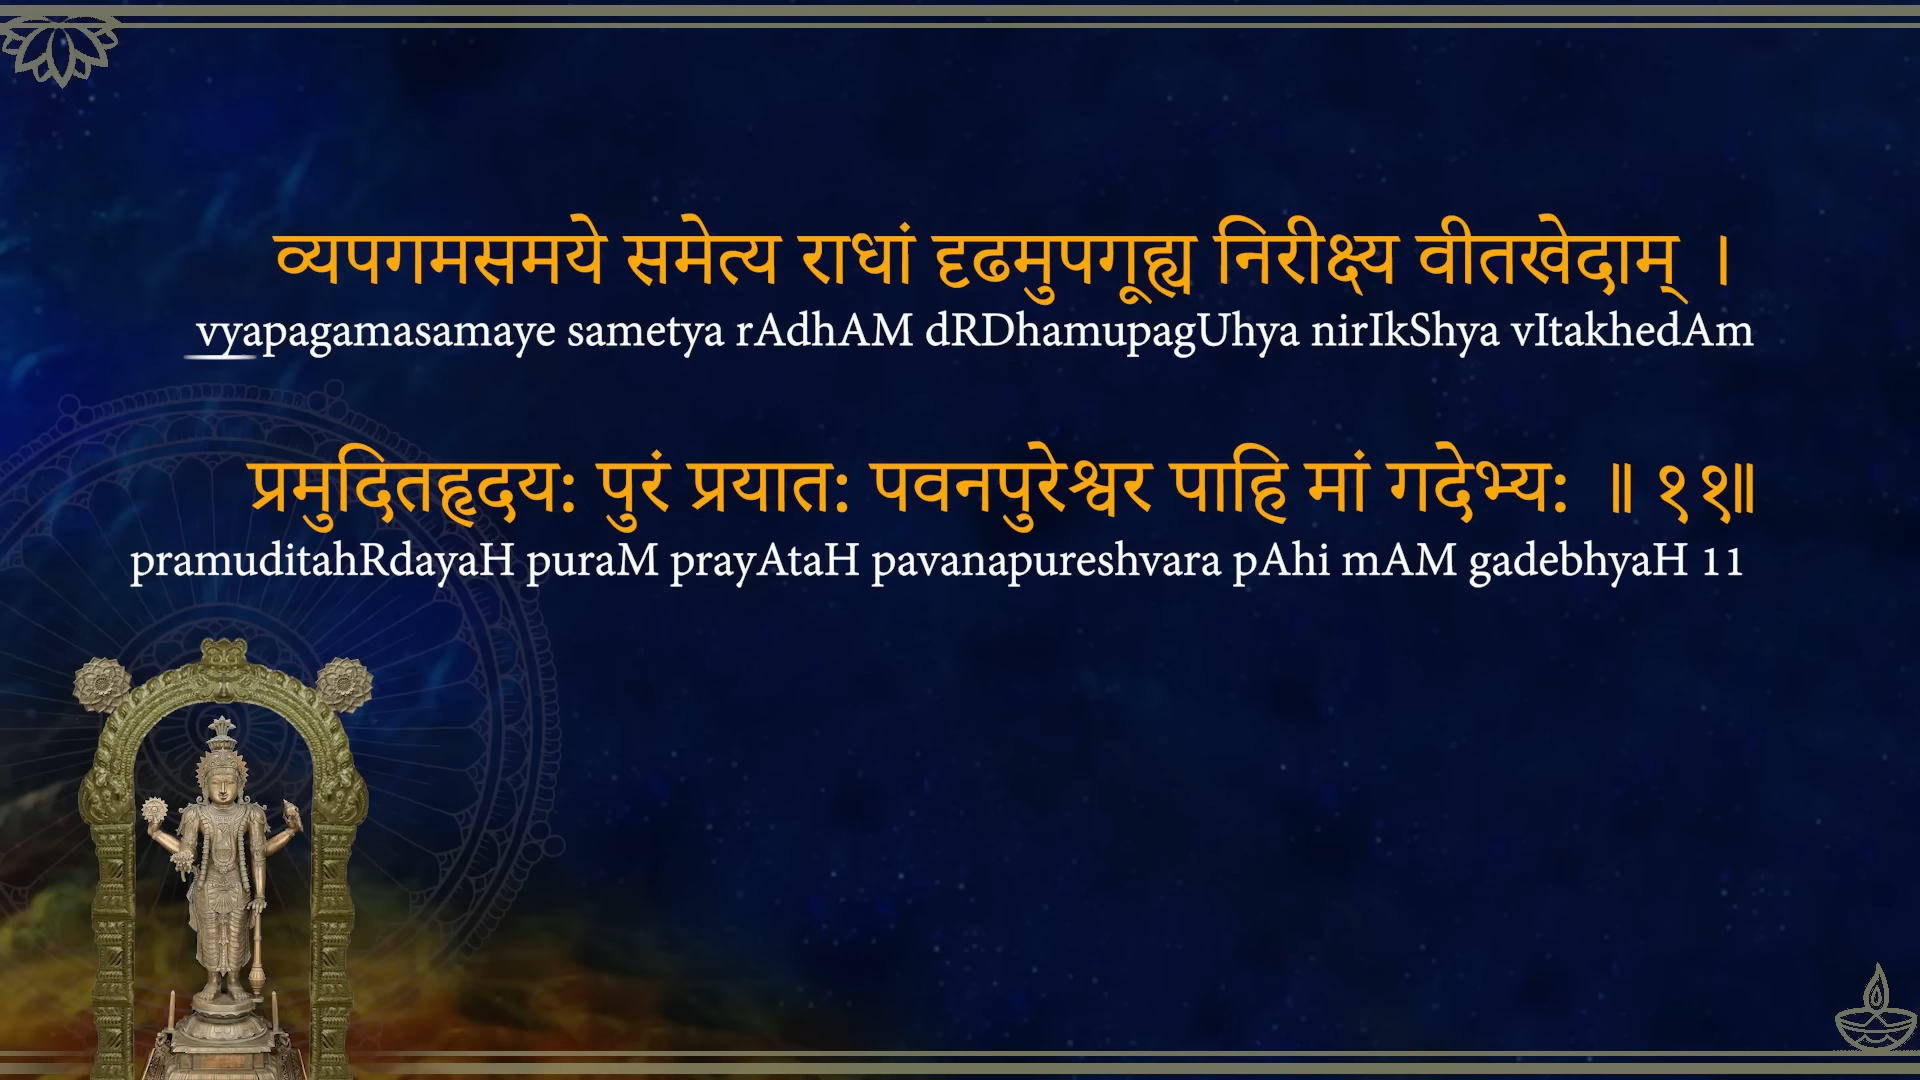 व्यपगमसमये समेत्य राधां दृढमुपगूह्य निरीक्ष्य वीतखेदाम् ।
vyapagamasamaye sametya rAdhAM dRDhamupagUhya nirIkShya vItakhedAm
प्रमुदितहृदय: पुरं प्रयात: पवनपुरेश्वर पाहि मां गदेभ्य: ॥ ११॥
pramuditahRdayaH puraM prayAtaH pavanapureshvara pAhi mAM gadebhyaH 11